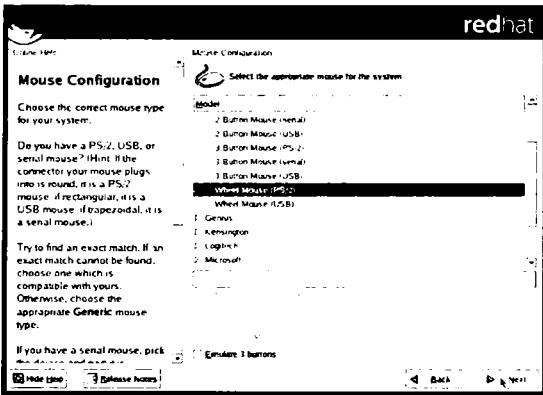 redhat
Online Help
Mouse Configuration
Choose the correct mouse type
for your system.
Do you have a PS/2, USB, or
serial mouse? (Hint: If the
connector your mouse plugs
into is round, it is a PS/2
mouse, if rectangular, it is a
USB mouse, if trapezoidal, it is
a serial mouse.)
Try to find an exact match. If an
exact match cannot be found,
choose one which is
compatible with yours.
Otherwise, choose the
appropriate Generic mouse
type.
If you have a serial mouse, pick
Hide Help
Release Notes
Mouse Configuration
Select the appropriate mouse for the system.
Model
2 Button Mouse (serial)
2 Button Mouse (USB)
3 Button Mouse (PS/2)
3 Button Mouse (serial)
3 Button Mouse (USB)
Wheel Mouse (PS/2)
Wheel Mouse (USB)
Genius
Kensington
Logitech
Microsoft
Emulate 3 buttons
Back
Next